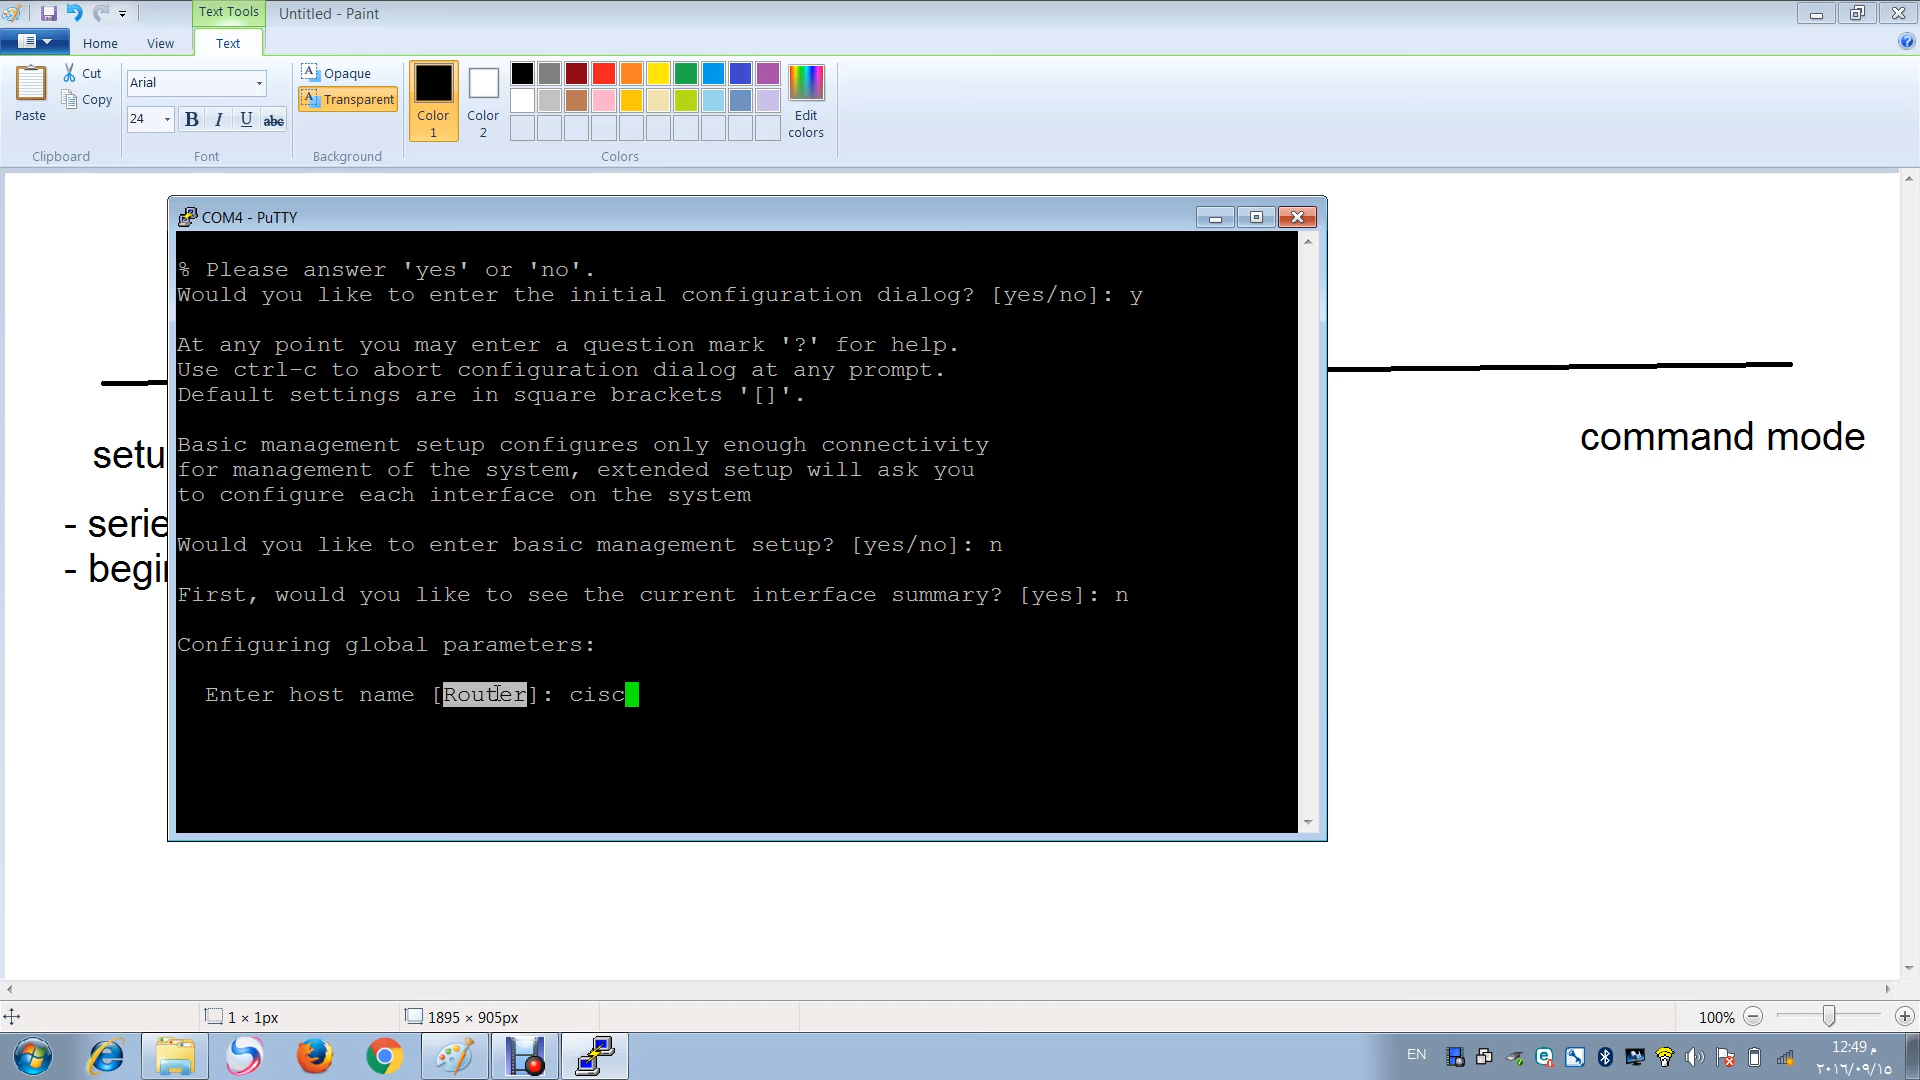 Text Tools
Untitled - Paint
Home
View
Text
Paste
Cut
Copy
Clipboard
Arial
24
B I U abc
Font
Opaque
Transparent
Background
Color 1
Color 2
Edit colors
Colors
COM4 - PuTTY
% Please answer 'yes' or 'no'.
Would you like to enter the initial configuration dialog? [yes/no]: y
At any point you may enter a question mark '?' for help.
Use ctrl-c to abort configuration dialog at any prompt.
Default settings are in square brackets '[]'.
Basic management setup configures only enough connectivity
for management of the system, extended setup will ask you
to configure each interface on the system
Would you like to enter basic management setup? [yes/no]: n
First, would you like to see the current interface summary? [yes]: n
Configuring global parameters:
Enter host name [Router]: cisc
setu
- serie
- begin
command mode
1 × 1px
1895 × 905px
100%
EN
12:49 م
٢٠١٦/٠٩/١٥